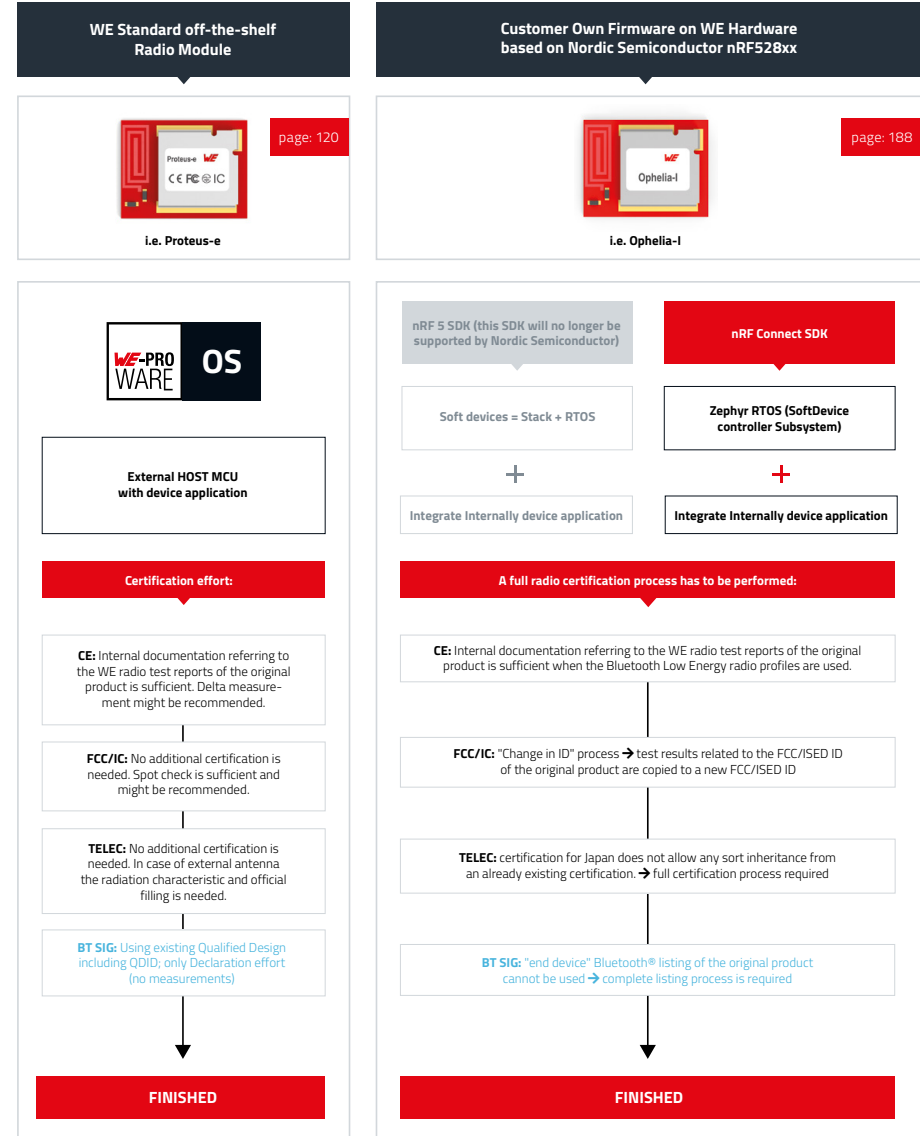 WE Standard off-the-shelf
Radio Module
page: 120
Proteus-e WE
CE FC IC
i.e. Proteus-e
WE-PRO
WARE
OS
External HOST MCU
with device application
Certification effort:
CE: Internal documentation referring to
the WE radio test reports of the original
product is sufficient. Delta measure-
ment might be recommended.
FCC/IC: No additional certification is
needed. Spot check is sufficient and
might be recommended.
TELEC: No additional certification is
needed. In case of external antenna
the radiation characteristic and official
filling is needed.
BT SIG: Using existing Qualified Design
including QDID; only Declaration effort
(no measurements)
FINISHED
Customer Own Firmware on WE Hardware
based on Nordic Semiconductor nRF528xx
page: 188
WE
Ophelia-I
i.e. Ophelia-I
nRF 5 SDK (this SDK will no longer be
supported by Nordic Semiconductor)
Soft devices = Stack + RTOS
+
Integrate Internally device application
nRF Connect SDK
Zephyr RTOS (SoftDevice
controller Subsystem)
+
Integrate Internally device application
A full radio certification process has to be performed:
CE: Internal documentation referring to the WE radio test reports of the original
product is sufficient when the Bluetooth Low Energy radio profiles are used.
FCC/IC: "Change in ID" process → test results related to the FCC/ISED ID
of the original product are copied to a new FCC/ISED ID
TELEC: certification for Japan does not allow any sort inheritance from
an already existing certification. → full certification process required
BT SIG: "end device" Bluetooth® listing of the original product
cannot be used → complete listing process is required
FINISHED